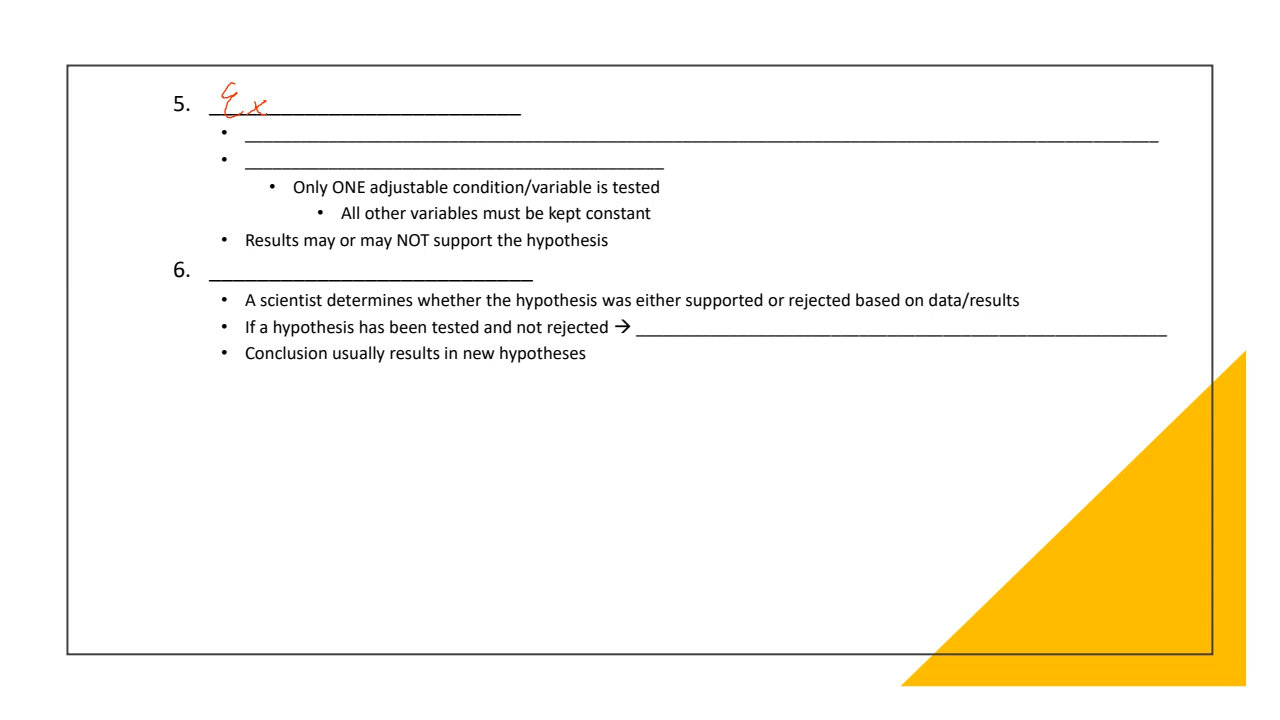 5. Ex
• 
• 
• Only ONE adjustable condition/variable is tested
• All other variables must be kept constant
• Results may or may NOT support the hypothesis
6. 
• A scientist determines whether the hypothesis was either supported or rejected based on data/results
• If a hypothesis has been tested and not rejected →
• Conclusion usually results in new hypotheses